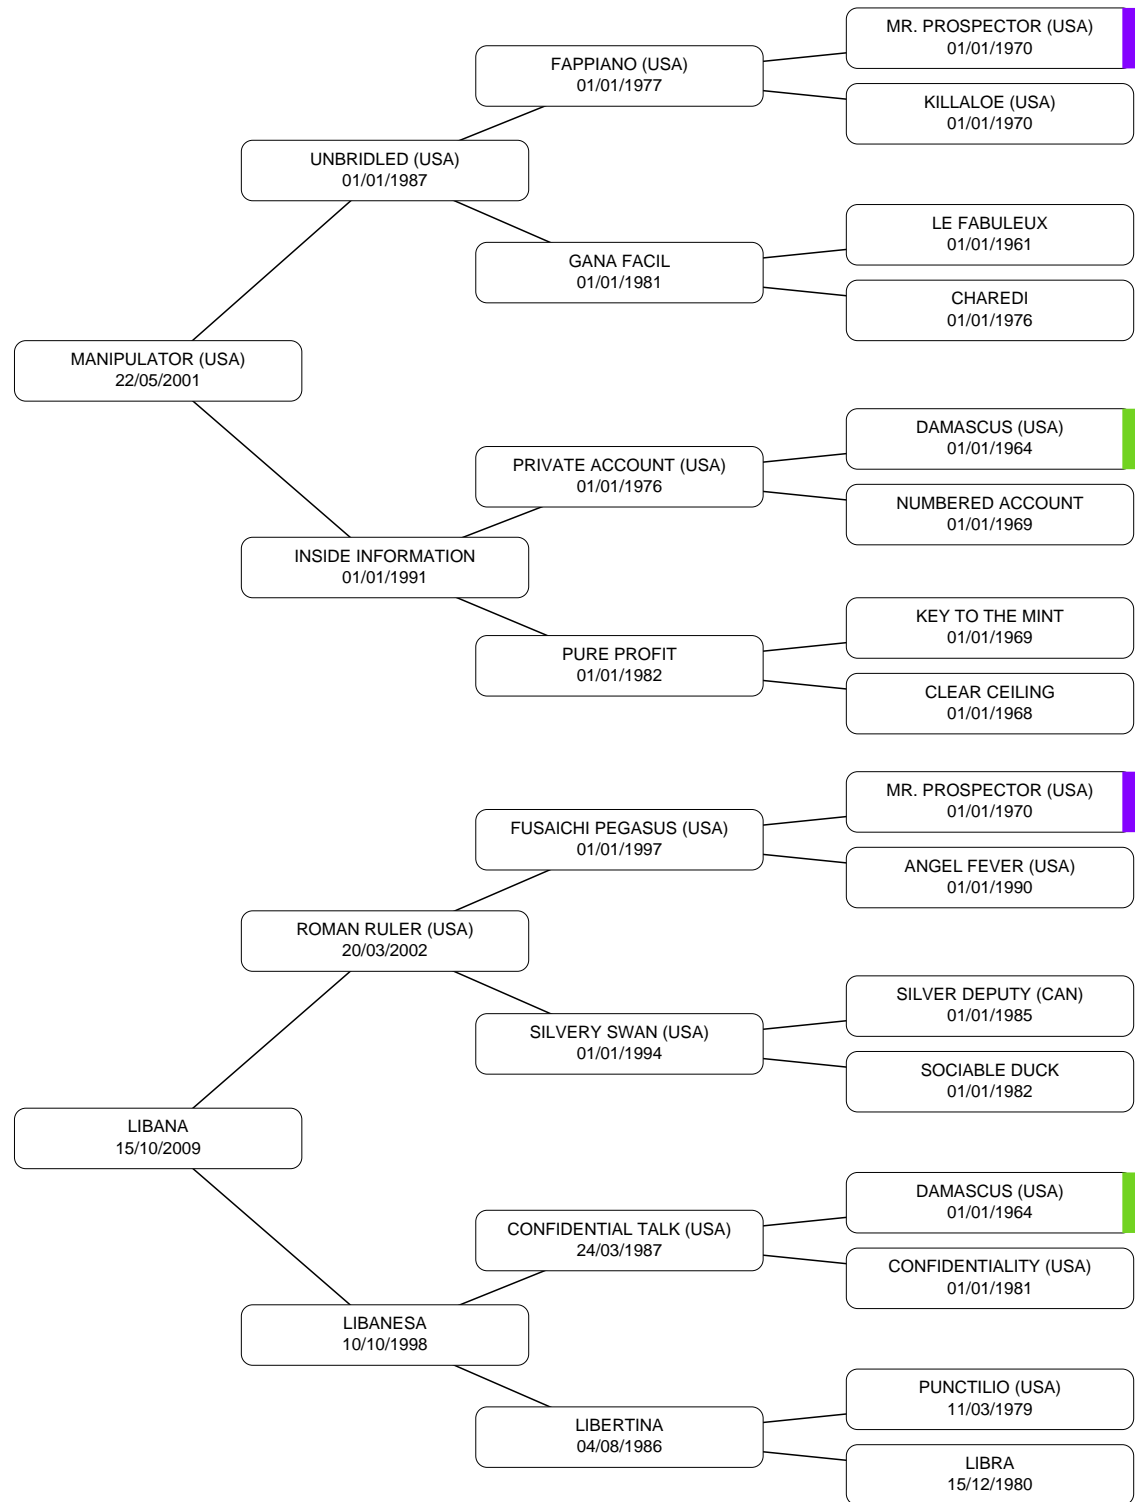 MR. PROSPECTOR (USA)
01/01/1970
FAPPIANO (USA)
01/01/1977
KILLALOE (USA)
01/01/1970
UNBRIDLED (USA)
01/01/1987
LE FABULEUX
01/01/1961
GANA FACIL
01/01/1981
CHAREDI
01/01/1976
MANIPULATOR (USA)
22/05/2001
DAMASCUS (USA)
01/01/1964
PRIVATE ACCOUNT (USA)
01/01/1976
NUMBERED ACCOUNT
01/01/1969
INSIDE INFORMATION
01/01/1991
KEY TO THE MINT
01/01/1969
PURE PROFIT
01/01/1982
CLEAR CEILING
01/01/1968
MR. PROSPECTOR (USA)
01/01/1970
FUSAICHI PEGASUS (USA)
01/01/1997
ANGEL FEVER (USA)
01/01/1990
ROMAN RULER (USA)
20/03/2002
SILVER DEPUTY (CAN)
01/01/1985
SILVERY SWAN (USA)
01/01/1994
SOCIABLE DUCK
01/01/1982
LIBANA
15/10/2009
DAMASCUS (USA)
01/01/1964
CONFIDENTIAL TALK (USA)
24/03/1987
CONFIDENTIALITY (USA)
01/01/1981
LIBANESA
10/10/1998
PUNCTILIO (USA)
11/03/1979
LIBERTINA
04/08/1986
LIBRA
15/12/1980